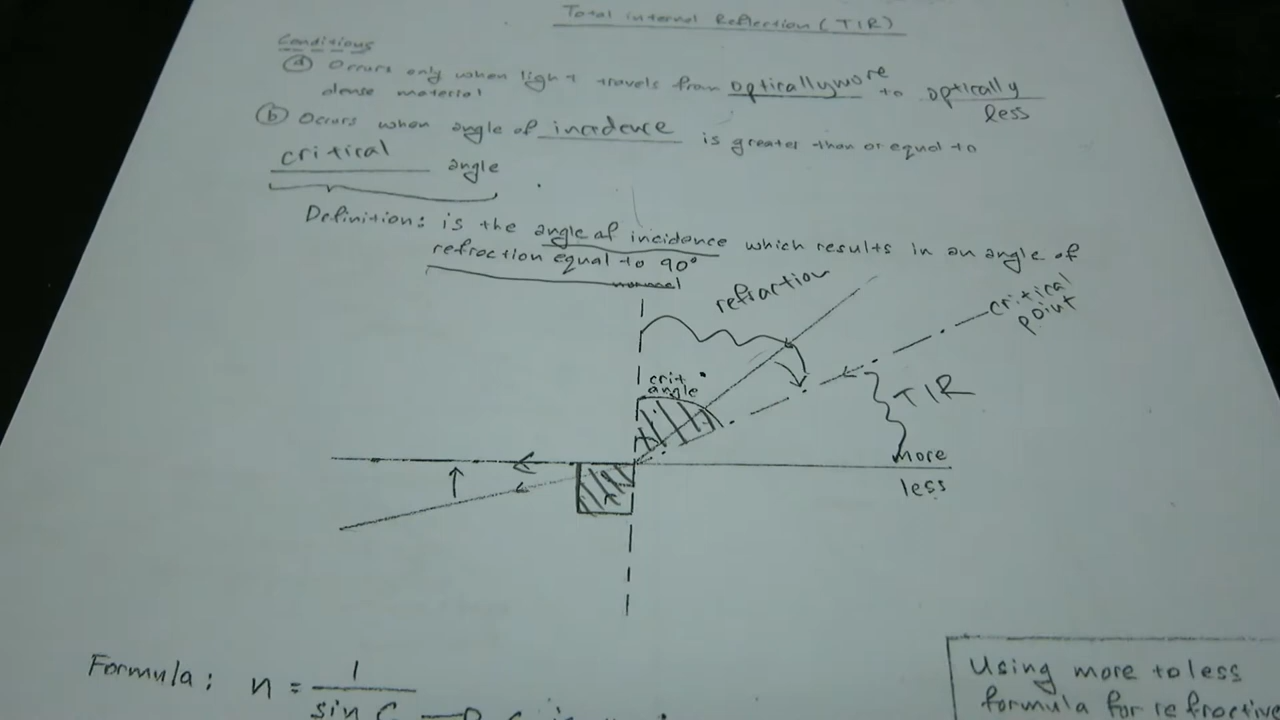 Total internal Reflection (TIR)
Conditions
(a) Occurs only when light travels from optically more to optically less
dense material
(b) Occurs when angle of incidence is greater than or equal to
critical angle
Definition: is the angle of incidence which results in an angle of
refraction equal to 90°
normal
refraction
critical
point
crit
angle
TIR
more
less
r
Formula: n = 1
sin C
Using more to less
formula for refractive